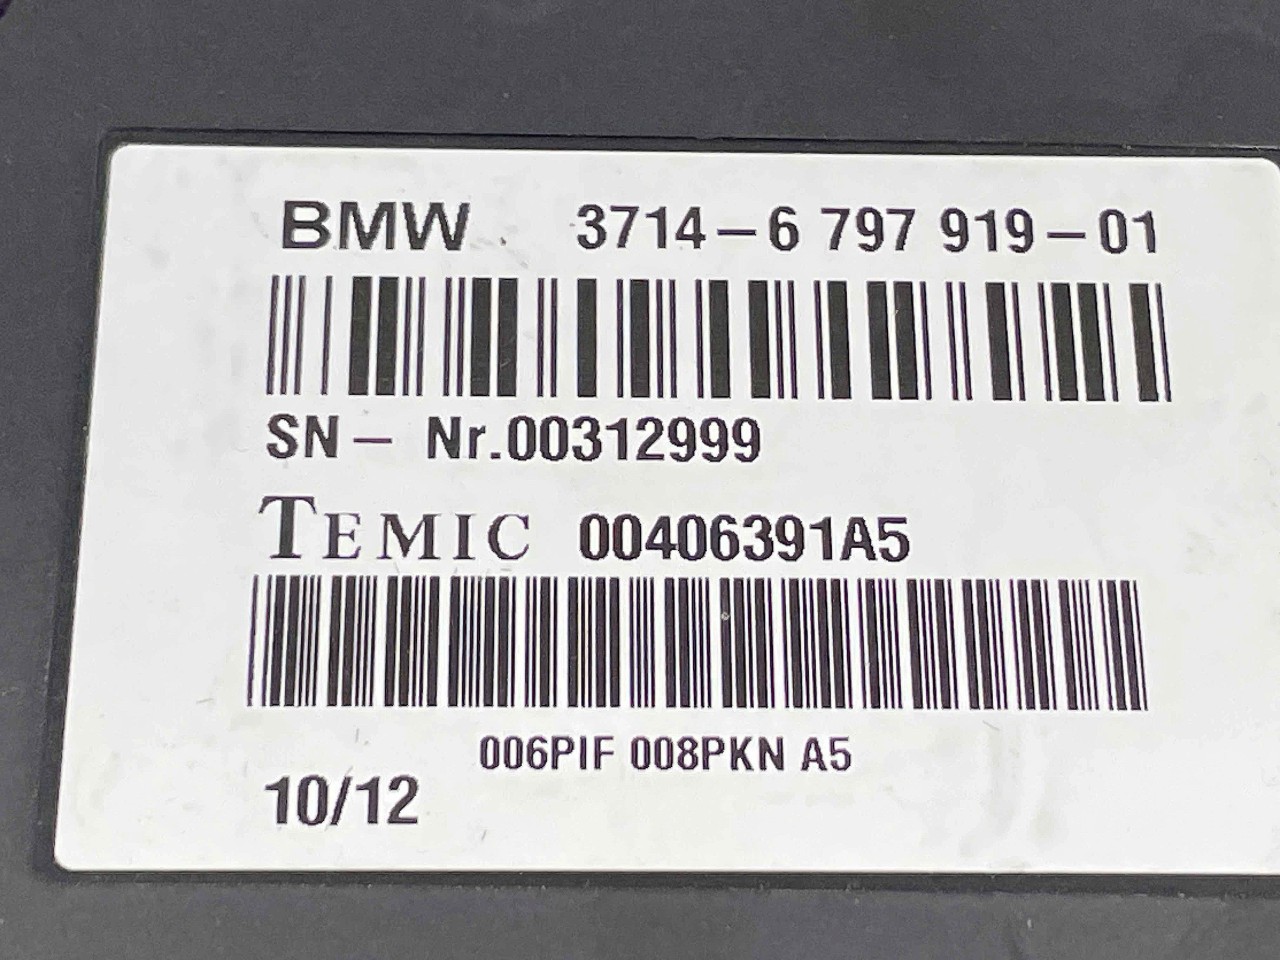 BMW 3714-6 797 919-01
SN- Nr.00312999
TEMIC 00406391A5
006PIF 008PKN A5
10/12